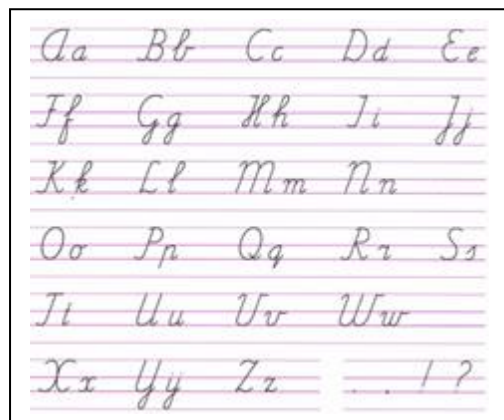 Aa Bb Cc Dd Ee
Ff Gg Hh Ii Jj
Kk Ll Mm Nn
Oo Pp Qq Rr Ss
Tt Uu Vv Ww
Xx Yy Zz . . ! ?